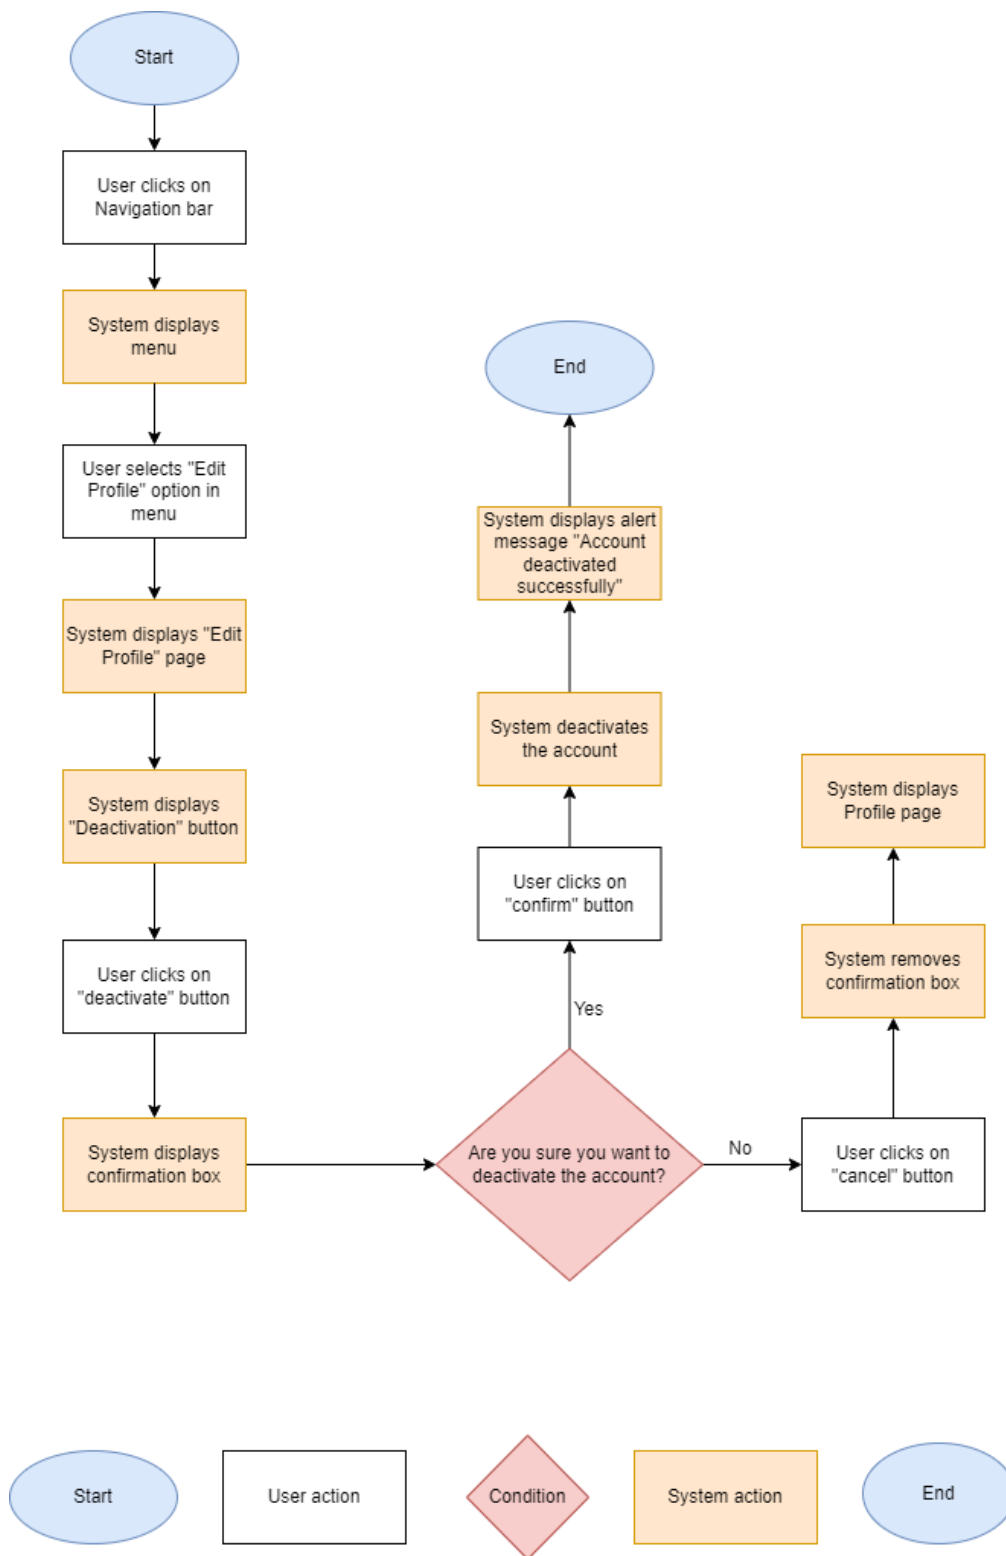 Start
User clicks on
Navigation bar
System displays
menu
User selects "Edit
Profile" option in
menu
System displays "Edit
Profile" page
System displays
"Deactivation" button
User clicks on
"deactivate" button
System displays
confirmation box
Are you sure you want to
deactivate the account?
Yes
User clicks on
"confirm" button
System deactivates
the account
System displays alert
message "Account
deactivated
successfully"
End
No
User clicks on
"cancel" button
System removes
confirmation box
System displays
Profile page
Start
User action
Condition
System action
End